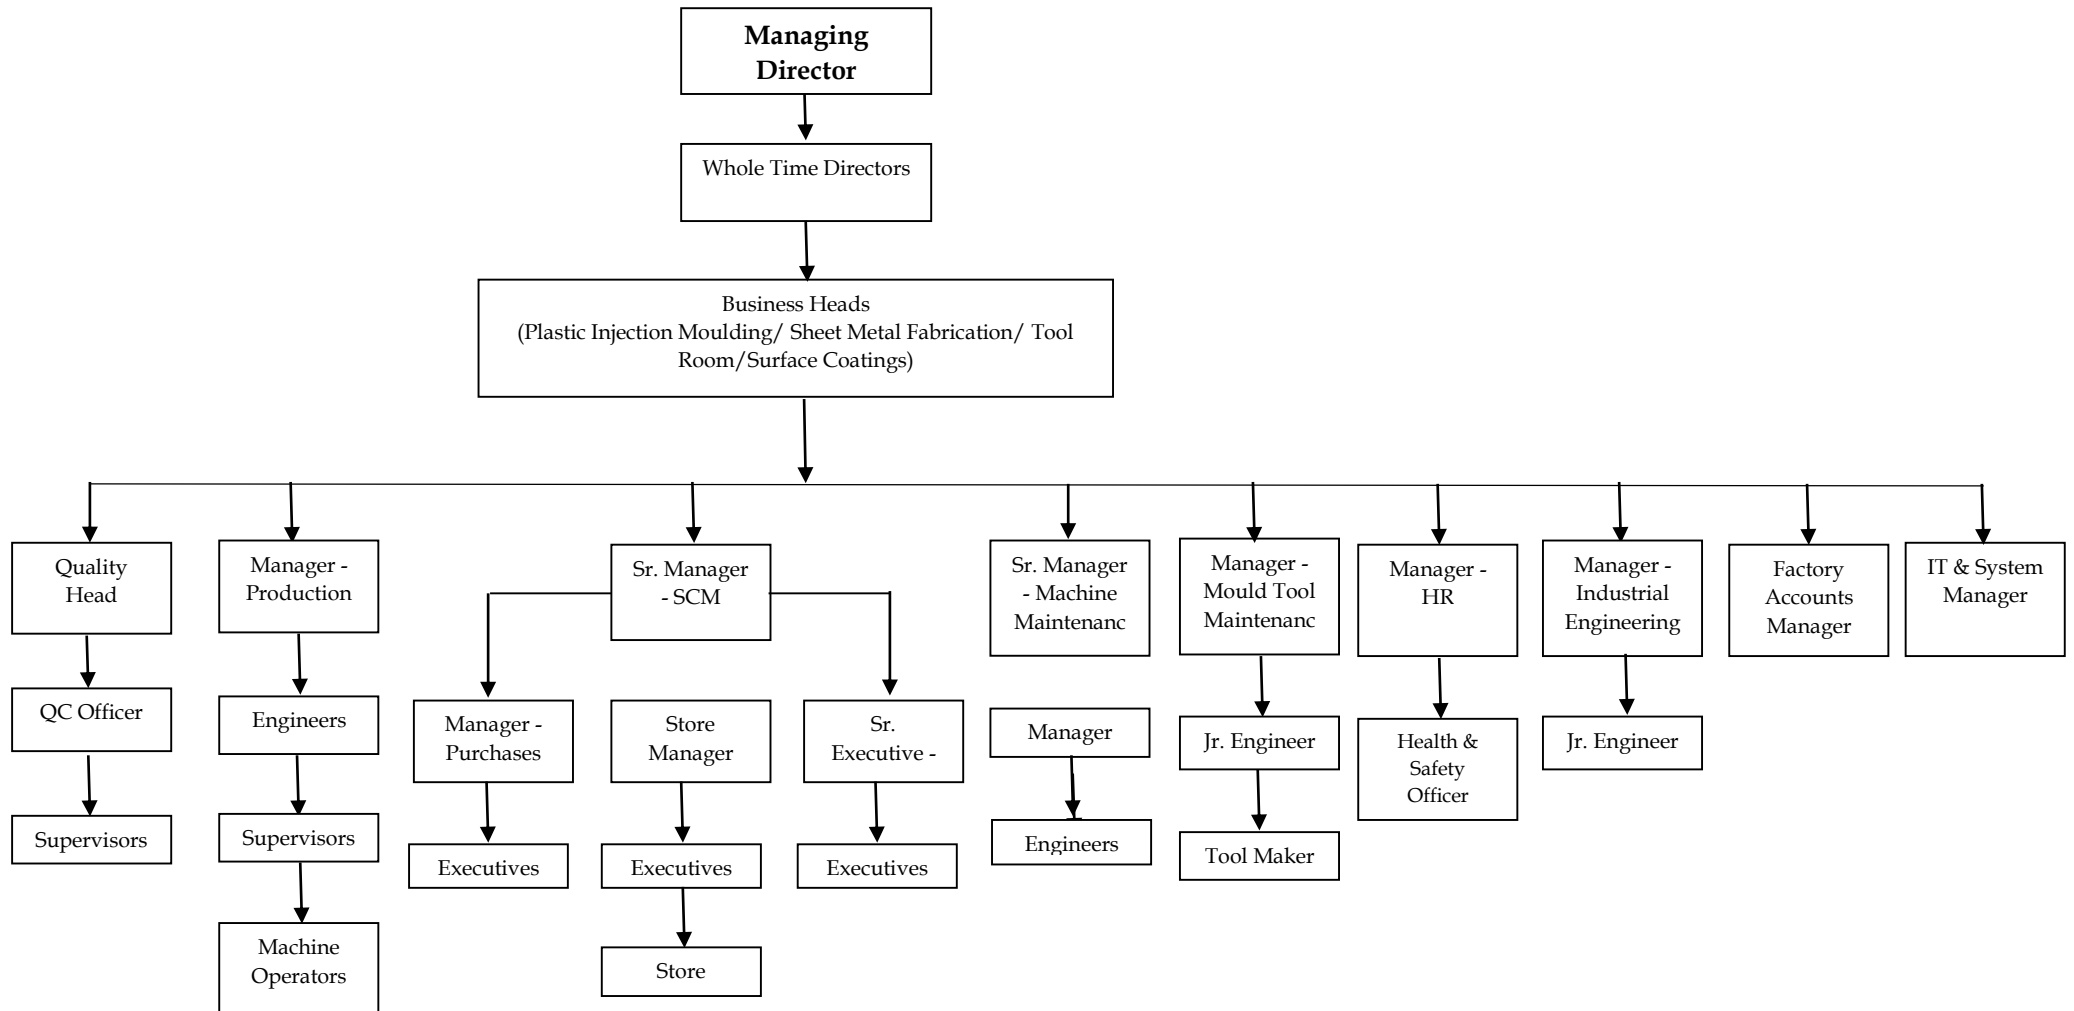 Managing
Director
Whole Time Directors
Business Heads
(Plastic Injection Moulding/ Sheet Metal Fabrication/ Tool
Room/Surface Coatings)
Quality
Head
Manager -
Production
Sr. Manager
- SCM
Sr. Manager
- Machine
Maintenanc
Manager -
Mould Tool
Maintenanc
Manager -
HR
Manager -
Industrial
Engineering
Factory
Accounts
Manager
IT & System
Manager
QC Officer
Engineers
Manager -
Purchases
Store
Manager
Sr.
Executive -
Manager
Jr. Engineer
Health &
Safety
Officer
Jr. Engineer
Supervisors
Supervisors
Executives
Executives
Executives
Engineers
Tool Maker
Machine
Operators
Store